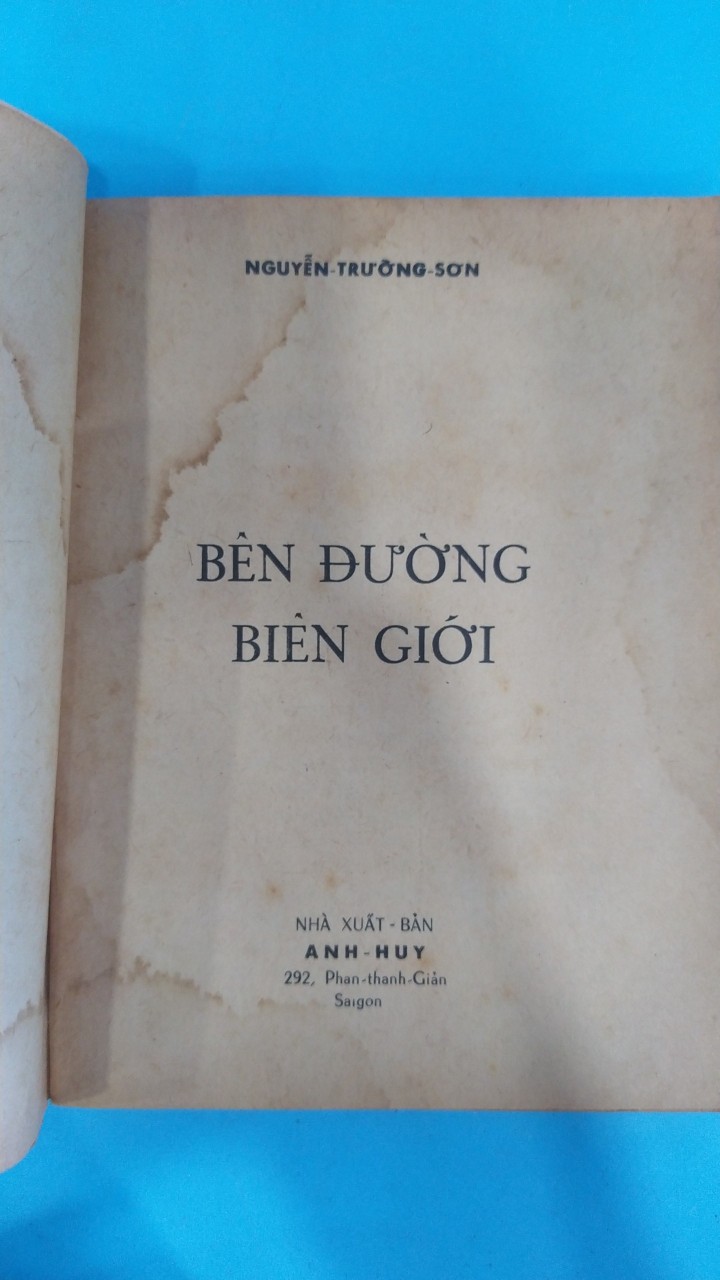 NGUYỄN-TRƯỜNG-SƠN
BÊN ĐƯỜNG
BIÊN GIỚI
NHÀ XUẤT-BẢN
ANH-HUY
292, Phan-thanh-Giản
Saigon